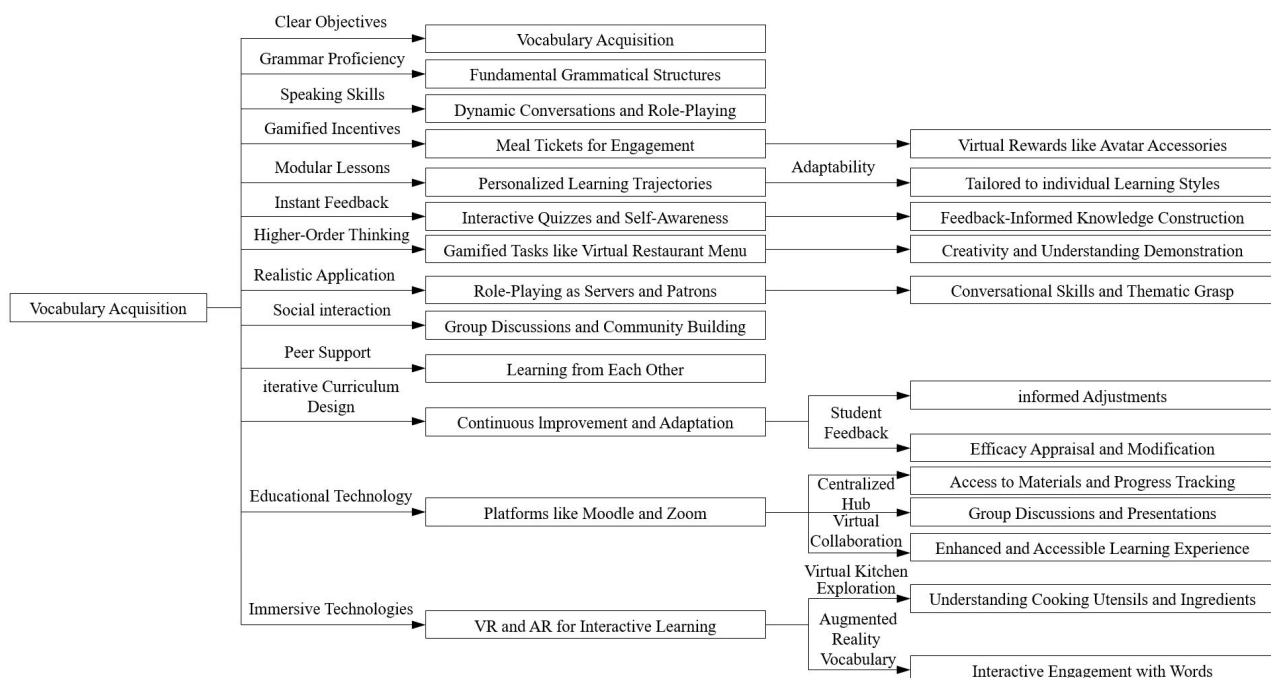 Clear Objectives
Vocabulary Acquisition
Grammar Proficiency
Fundamental Grammatical Structures
Speaking Skills
Dynamic Conversations and Role-Playing
Gamified Incentives
Meal Tickets for Engagement
Virtual Rewards like Avatar Accessories
Modular Lessons
Personalized Learning Trajectories
Adaptability
Tailored to individual Learning Styles
Instant Feedback
Interactive Quizzes and Self-Awareness
Feedback-Informed Knowledge Construction
Higher-Order Thinking
Gamified Tasks like Virtual Restaurant Menu
Creativity and Understanding Demonstration
Realistic Application
Role-Playing as Servers and Patrons
Conversational Skills and Thematic Grasp
Vocabulary Acquisition
Social interaction
Group Discussions and Community Building
Peer Support
Learning from Each Other
iterative Curriculum
Design
Continuous Improvement and Adaptation
Student
Feedback
informed Adjustments
Efficacy Appraisal and Modification
Educational Technology
Platforms like Moodle and Zoom
Centralized
Hub
Virtual
Collaboration
Access to Materials and Progress Tracking
Group Discussions and Presentations
Enhanced and Accessible Learning Experience
Immersive Technologies
VR and AR for Interactive Learning
Virtual Kitchen
Exploration
Understanding Cooking Utensils and Ingredients
Augmented
Reality
Vocabulary
Interactive Engagement with Words